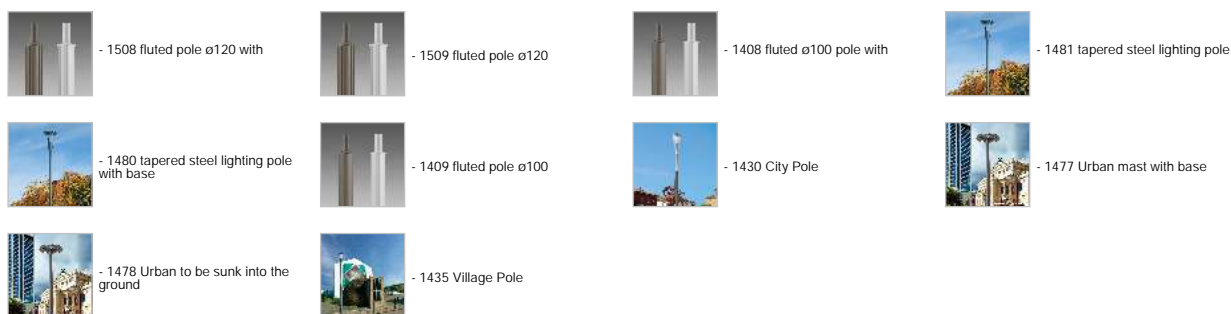 - 1508 fluted pole ø120 with
- 1509 fluted pole ø120
- 1408 fluted ø100 pole with
- 1481 tapered steel lighting pole
- 1480 tapered steel lighting pole
with base
- 1409 fluted pole ø100
- 1430 City Pole
- 1477 Urban mast with base
- 1478 Urban to be sunk into the
ground
- 1435 Village Pole